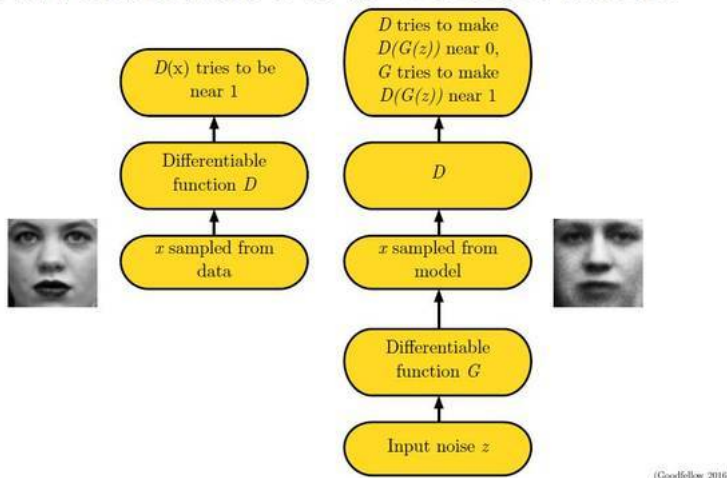 D(x) tries to be
near 1
Differentiable
function D
x sampled from
data
D tries to make
D(G(z)) near 0,
G tries to make
D(G(z)) near 1
D
x sampled from
model
Differentiable
function G
Input noise z
(Goodfellow 2016